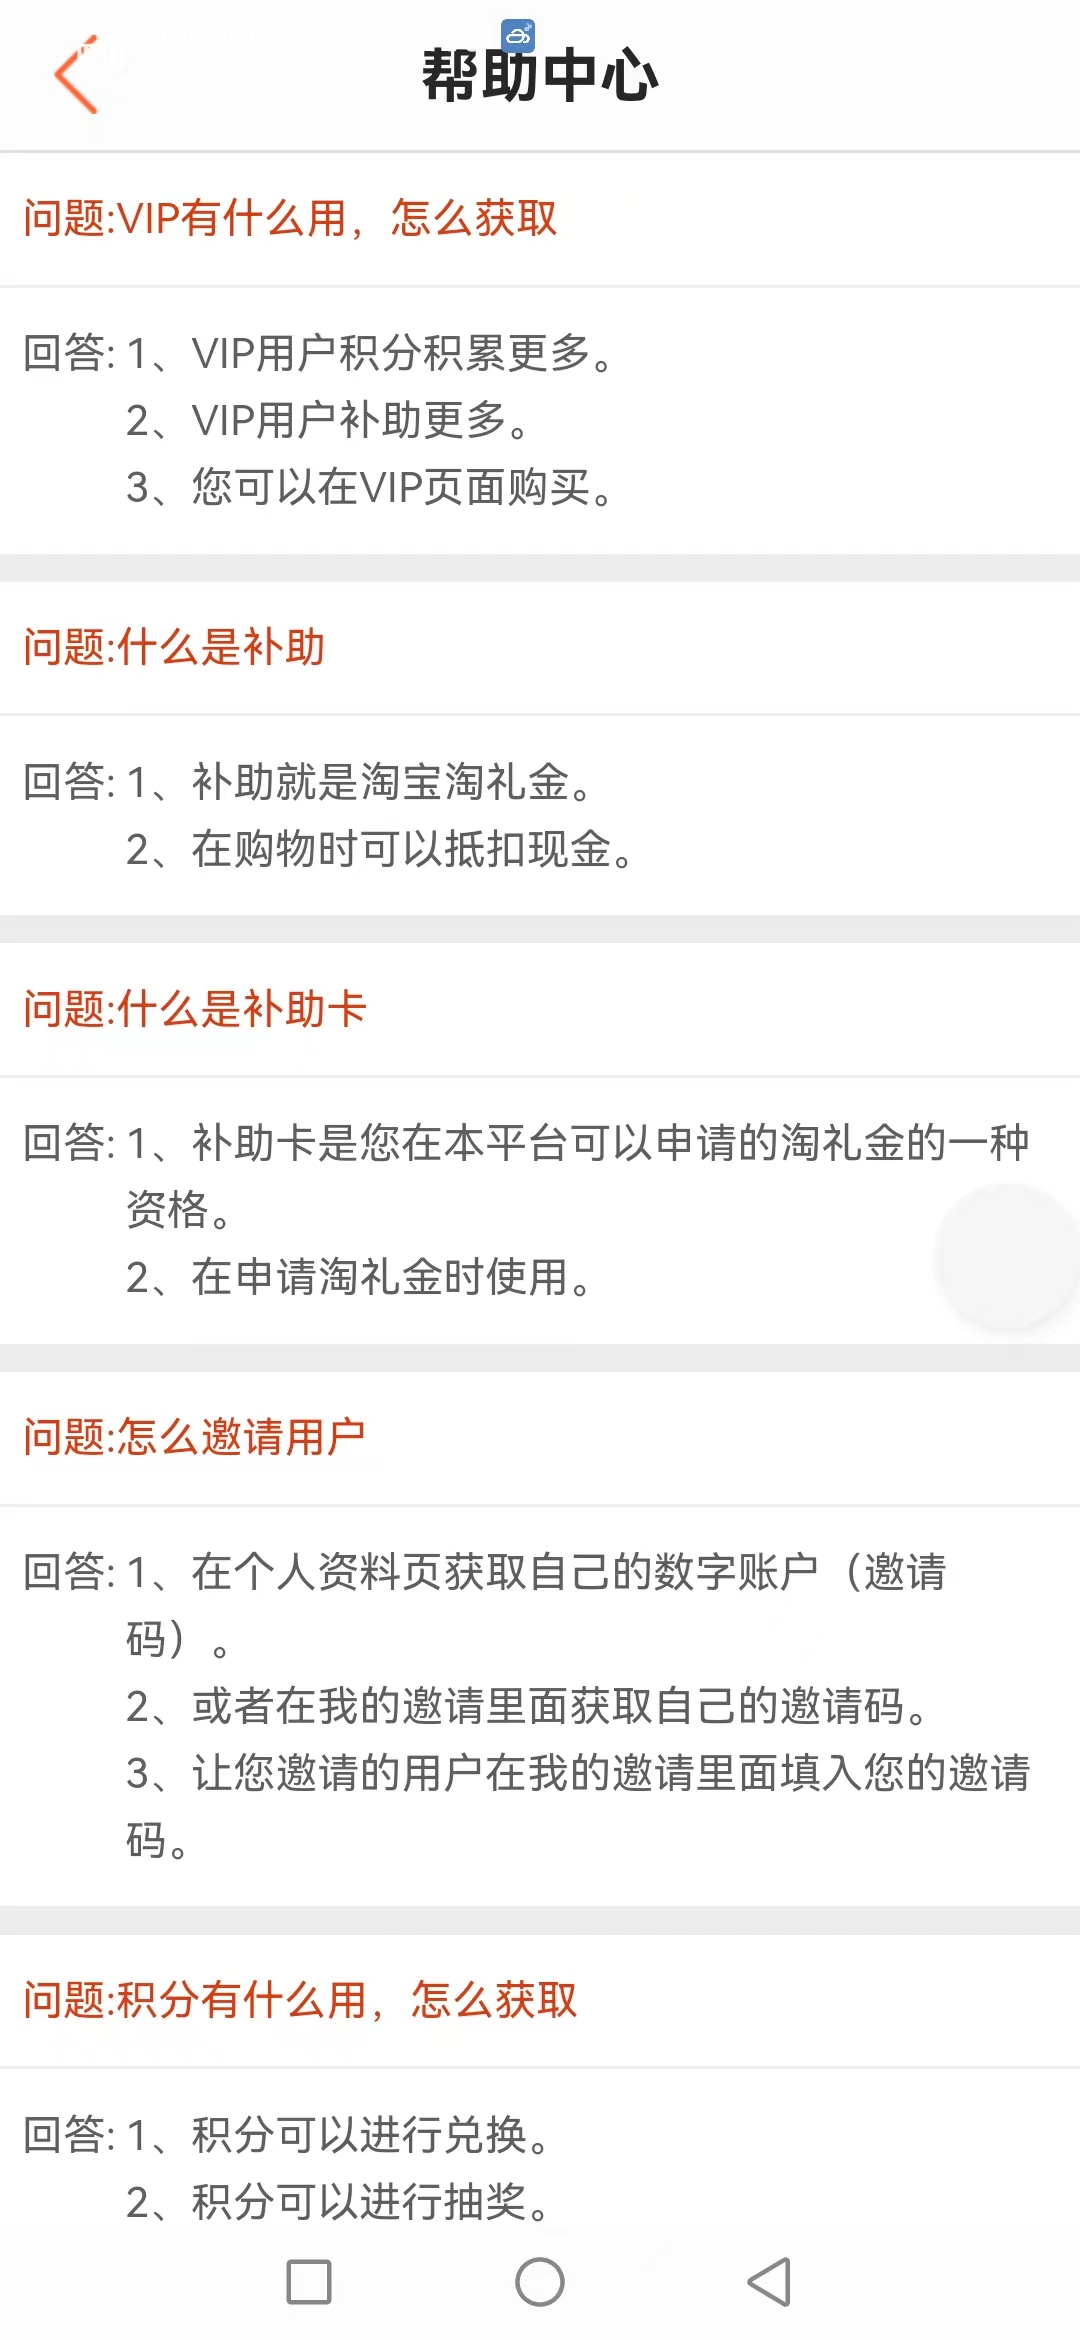 帮助中心
问题:VIP有什么用，怎么获取
回答: 1、VIP用户积分积累更多。
2、VIP用户补助更多。
3、您可以在VIP页面购买。
问题:什么是补助
回答: 1、补助就是淘宝淘礼金。
2、在购物时可以抵扣现金。
问题:什么是补助卡
回答: 1、补助卡是您在本平台可以申请的淘礼金的一种
资格。
2、在申请淘礼金时使用。
问题:怎么邀请用户
回答: 1、在个人资料页获取自己的数字账户（邀请
码）。
2、或者在我的邀请里面获取自己的邀请码。
3、让您邀请的用户在我的邀请里面填入您的邀请
码。
问题:积分有什么用，怎么获取
回答: 1、积分可以进行兑换。
2、积分可以进行抽奖。